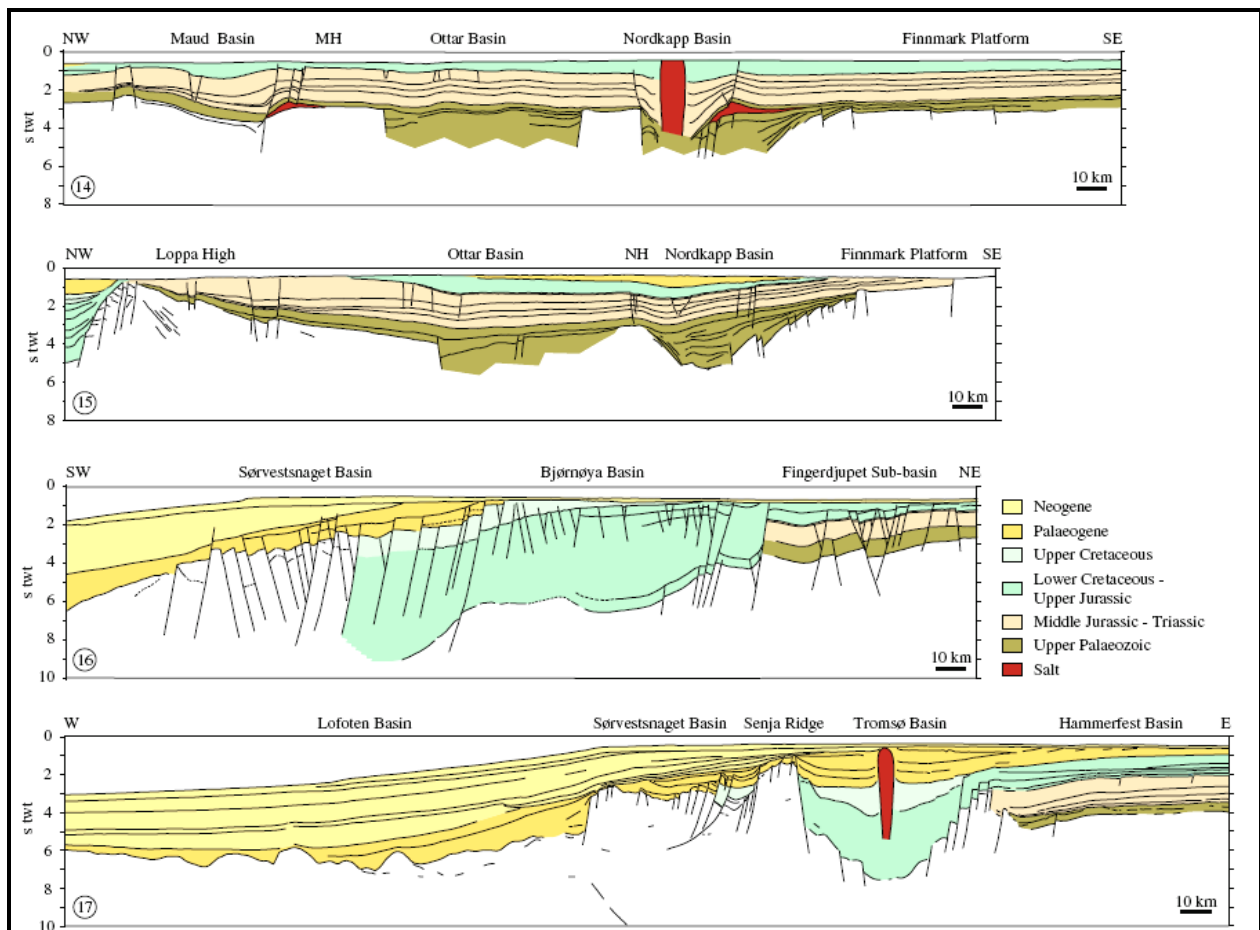 NW Maud Basin MH Ottar Basin Nordkapp Basin Finnmark Platform SE
0
2
4
6
8
s twt
14
10 km
NW Loppa High Ottar Basin NH Nordkapp Basin Finnmark Platform SE
0
2
4
6
8
s twt
15
10 km
SW Sørvestsnaget Basin Bjørnøya Basin Fingerdjupet Sub-basin NE
0
2
4
6
8
10
s twt
16
10 km
Neogene
Palaeogene
Upper Cretaceous
Lower Cretaceous -
Upper Jurassic
Middle Jurassic - Triassic
Upper Palaeozoic
Salt
W Lofoten Basin Sørvestsnaget Basin Senja Ridge Tromsø Basin Hammerfest Basin E
0
2
4
6
8
10
s twt
17
10 km